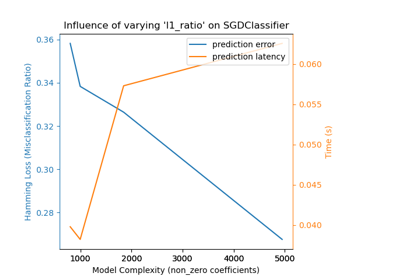 Influence of varying 'l1_ratio' on SGDClassifier
prediction error
prediction latency
0.36
0.34
0.32
0.30
0.28
Hamming Loss (Misclassification Ratio)
0.060
0.055
0.050
0.045
0.040
Time (s)
1000 2000 3000 4000 5000
Model Complexity (non_zero coefficients)